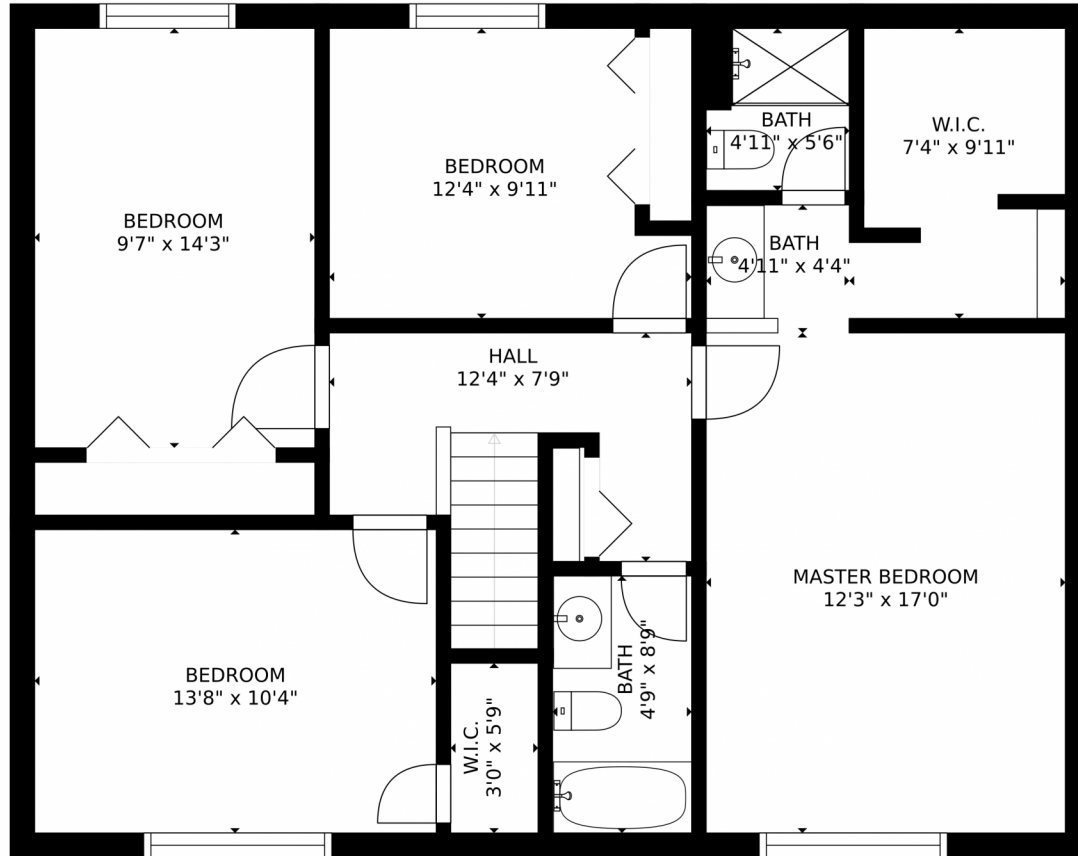 BATH
4'11" x 5'6"
W.I.C.
7'4" x 9'11"
BEDROOM
12'4" x 9'11"
BEDROOM
9'7" x 14'3"
BATH
4'11" x 4'4"
HALL
12'4" x 7'9"
MASTER BEDROOM
12'3" x 17'0"
BEDROOM
13'8" x 10'4"
W.I.C.
3'0" x 5'9"
BATH
4'9" x 8'9"